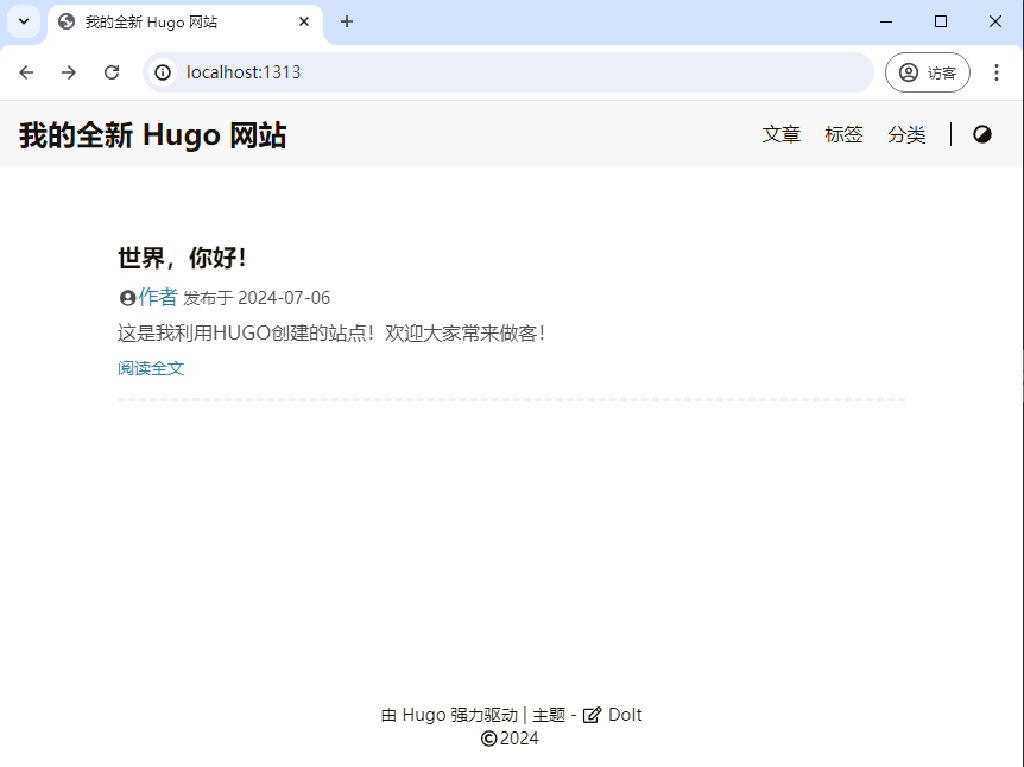 我的全新 Hugo 网站
localhost:1313
访客
我的全新 Hugo 网站
文章 标签 分类
世界，你好！
作者 发布于 2024-07-06
这是我利用HUGO创建的站点！欢迎大家常来做客！
阅读全文
由 Hugo 强力驱动 | 主题 - DoIt
©2024